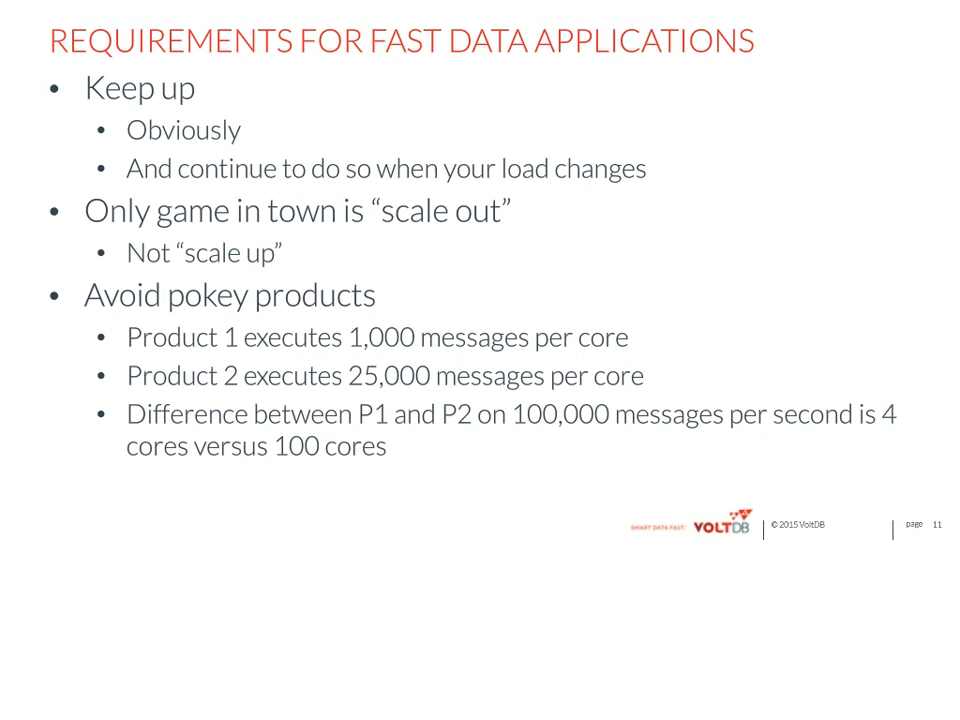 REQUIREMENTS FOR FAST DATA APPLICATIONS
• Keep up
• Obviously
• And continue to do so when your load changes
• Only game in town is “scale out”
• Not “scale up”
• Avoid pokey products
• Product 1 executes 1,000 messages per core
• Product 2 executes 25,000 messages per core
• Difference between P1 and P2 on 100,000 messages per second is 4
cores versus 100 cores
SMART DATA FAST VOLTDB © 2015 VoltDB page 11